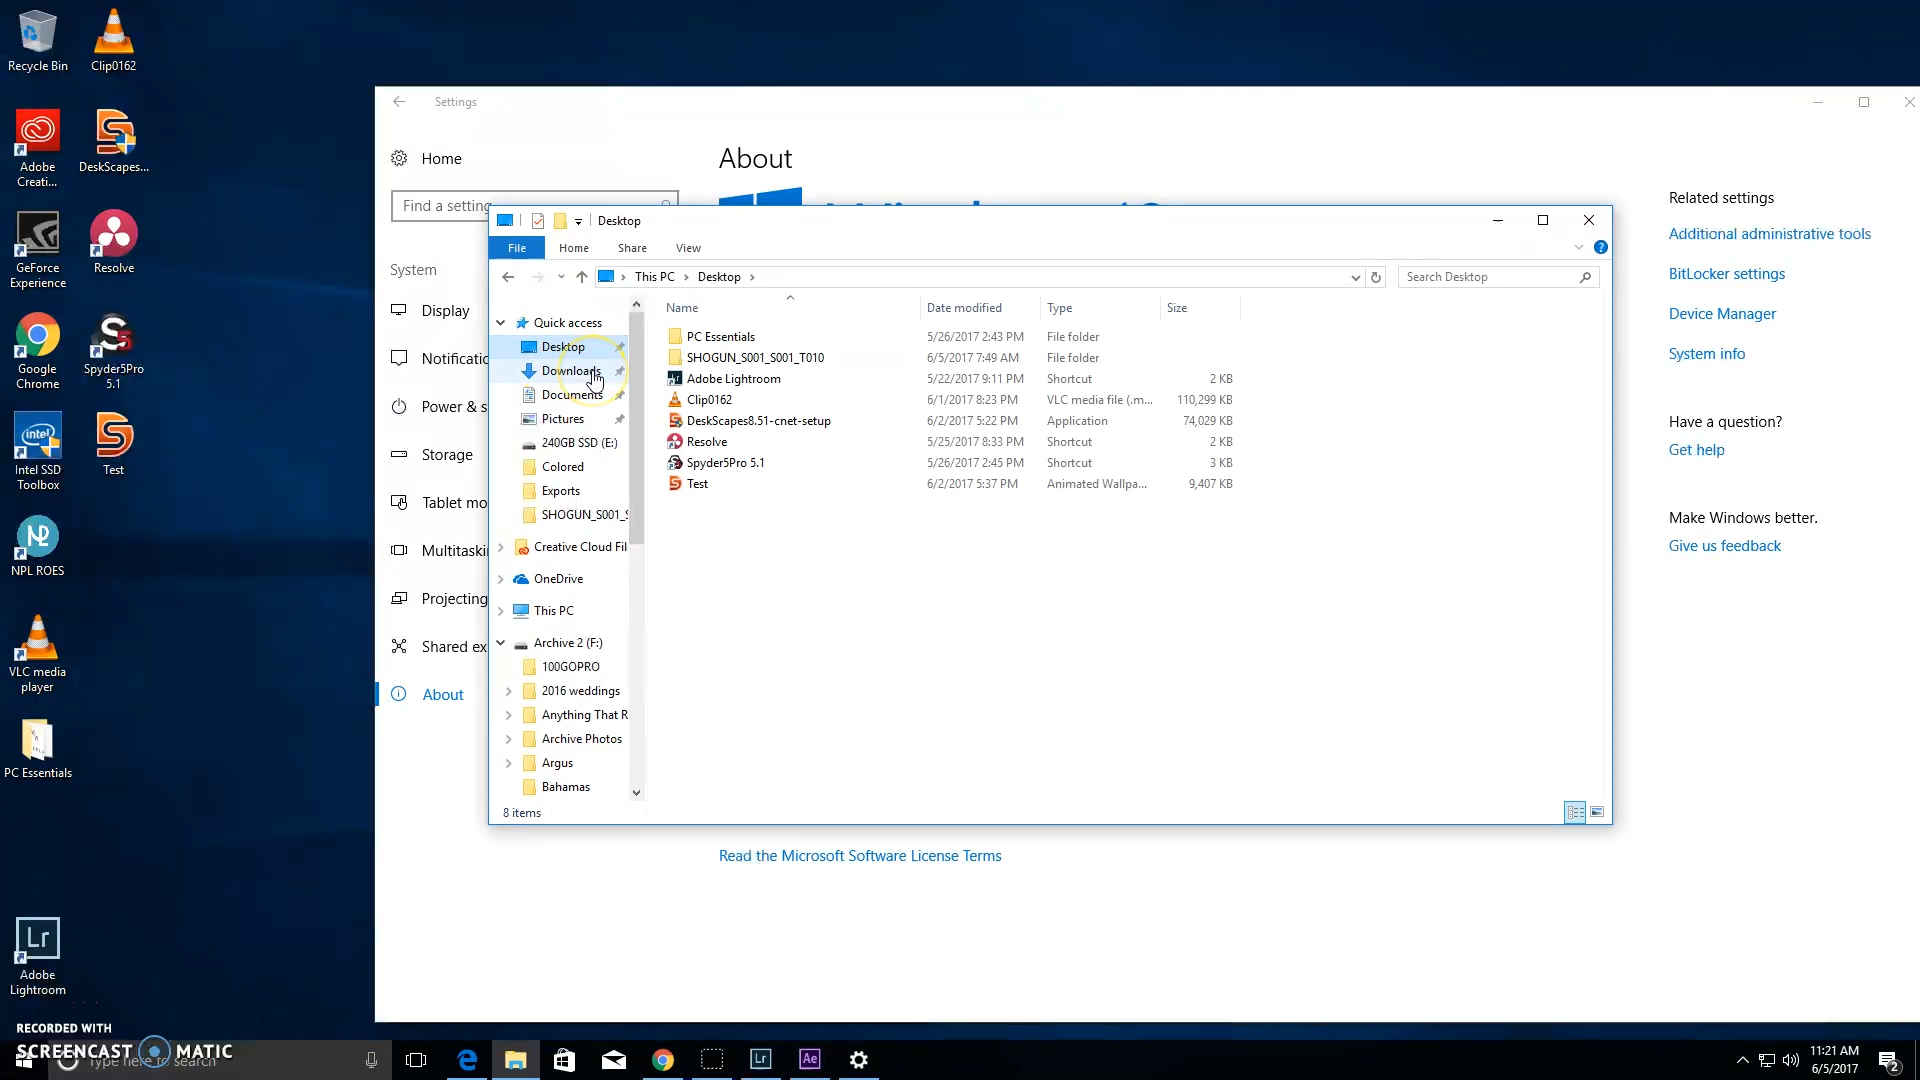 Recycle Bin
Clip0162
Adobe
Creati...
DeskScapes...
GeForce
Experience
Resolve
Google
Chrome
Spyder5Pro
5.1
Intel SSD
Toolbox
Test
NPL ROES
VLC media
player
PC Essentials
Lr
Adobe
Lightroom
Settings
Home
Find a setting
System
Display
Notificatio
Power & s
Storage
Tablet mo
Multitaski
Projecting
Shared ex
About
About
Related settings
Additional administrative tools
BitLocker settings
Device Manager
System info
Have a question?
Get help
Make Windows better.
Give us feedback
Desktop
File
Home
Share
View
This PC
Desktop
Search Desktop
Quick access
Desktop
Downloads
Documents
Pictures
240GB SSD (E:)
Colored
Exports
SHOGUN_S001_S
Creative Cloud Fil
OneDrive
This PC
Archive 2 (F:)
100GOPRO
2016 weddings
Anything That R
Archive Photos
Argus
Bahamas
Name Date modified Type Size
PC Essentials 5/26/2017 2:43 PM File folder
SHOGUN_S001_S001_T010 6/5/2017 7:49 AM File folder
Adobe Lightroom 5/22/2017 9:11 PM Shortcut 2 KB
Clip0162 6/1/2017 8:23 PM VLC media file (.m... 110,299 KB
DeskScapes8.51-cnet-setup 6/2/2017 5:22 PM Application 74,029 KB
Resolve 5/25/2017 8:33 PM Shortcut 2 KB
Spyder5Pro 5.1 5/26/2017 2:45 PM Shortcut 3 KB
Test 6/2/2017 5:37 PM Animated Wallpa... 9,407 KB
8 items
Read the Microsoft Software License Terms
RECORDED WITH
SCREENCAST MATIC
Type here to search
Lr
Ae
11:21 AM
6/5/2017
2